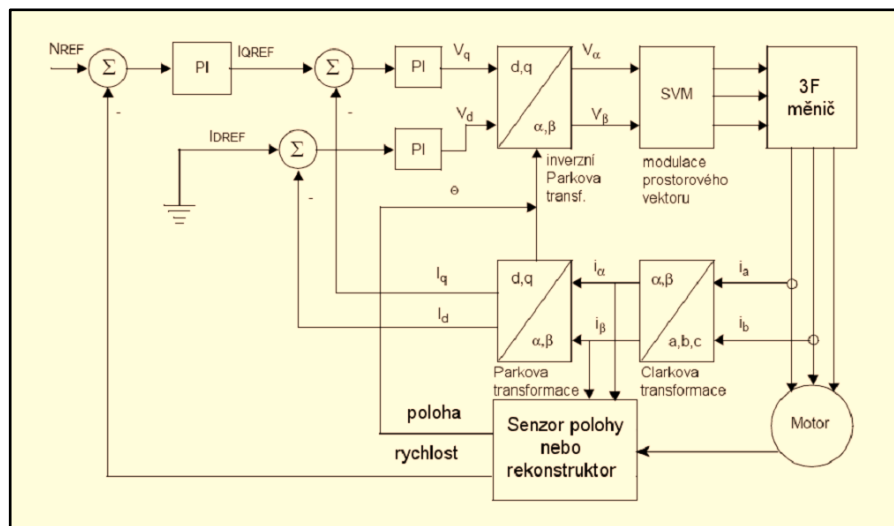 NREF
Σ
PI
IQREF
Σ
PI
Vq
d,q
α,β
Vα
Vβ
SVM
3F
měnič
-
-
IDREF
Σ
PI
Vd
inverzní
Parkova
transf.
modulace
prostorového
vektoru
-
Θ
Iq
Id
d,q
α,β
iα
iβ
α,β
a,b,c
ia
ib
Parkova
transformace
Clarkova
transformace
poloha
rychlost
Senzor polohy
nebo
rekonstruktor
Motor